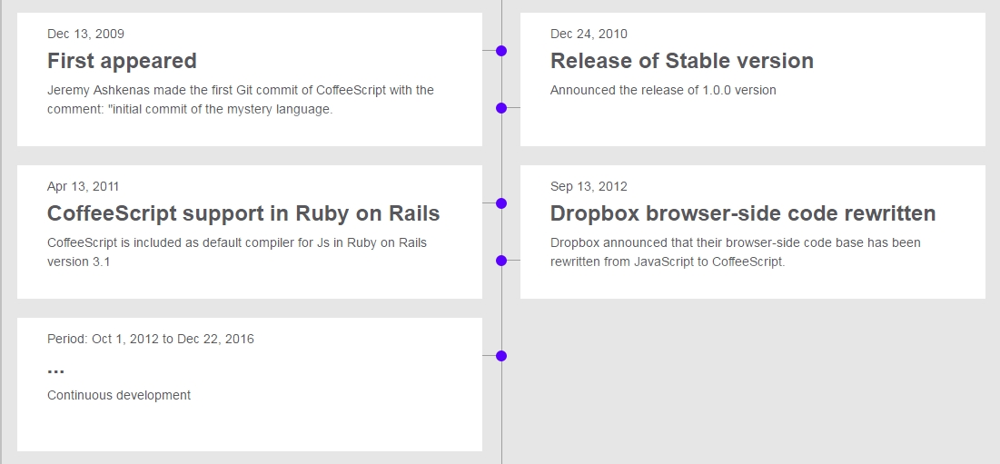 Dec 13, 2009
First appeared
Jeremy Ashkenas made the first Git commit of CoffeeScript with the
comment: "initial commit of the mystery language.
Dec 24, 2010
Release of Stable version
Announced the release of 1.0.0 version
Apr 13, 2011
CoffeeScript support in Ruby on Rails
CoffeeScript is included as default compiler for Js in Ruby on Rails
version 3.1
Sep 13, 2012
Dropbox browser-side code rewritten
Dropbox announced that their browser-side code base has been
rewritten from JavaScript to CoffeeScript.
Period: Oct 1, 2012 to Dec 22, 2016
...
Continuous development